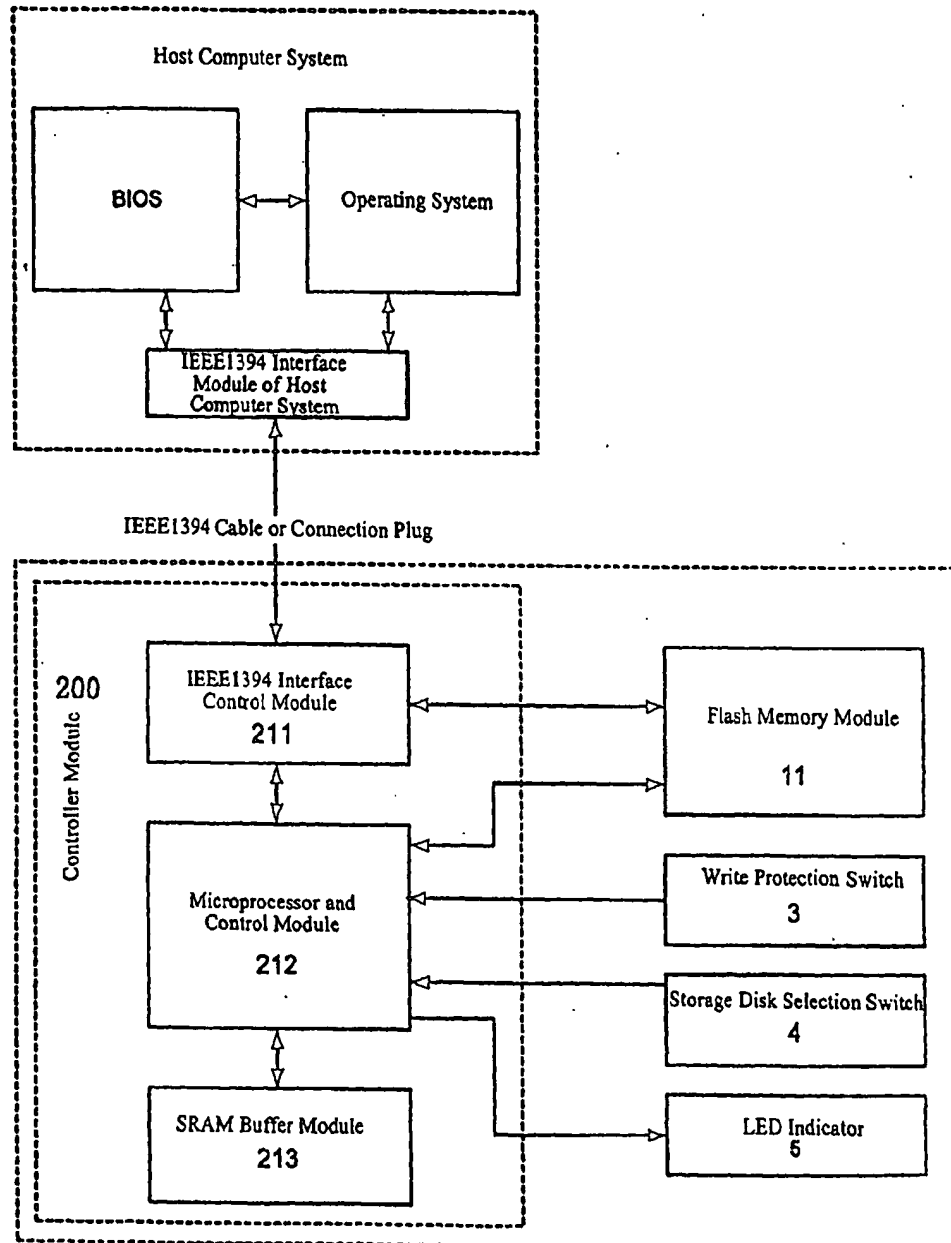 Host Computer System
BIOS
Operating System
IEEE1394 Interface
Module of Host
Computer System
IEEE1394 Cable or Connection Plug
Controller Module 200
IEEE1394 Interface
Control Module
211
Flash Memory Module
11
Microprocessor and
Control Module
212
Write Protection Switch
3
Storage Disk Selection Switch
4
SRAM Buffer Module
213
LED Indicator
5